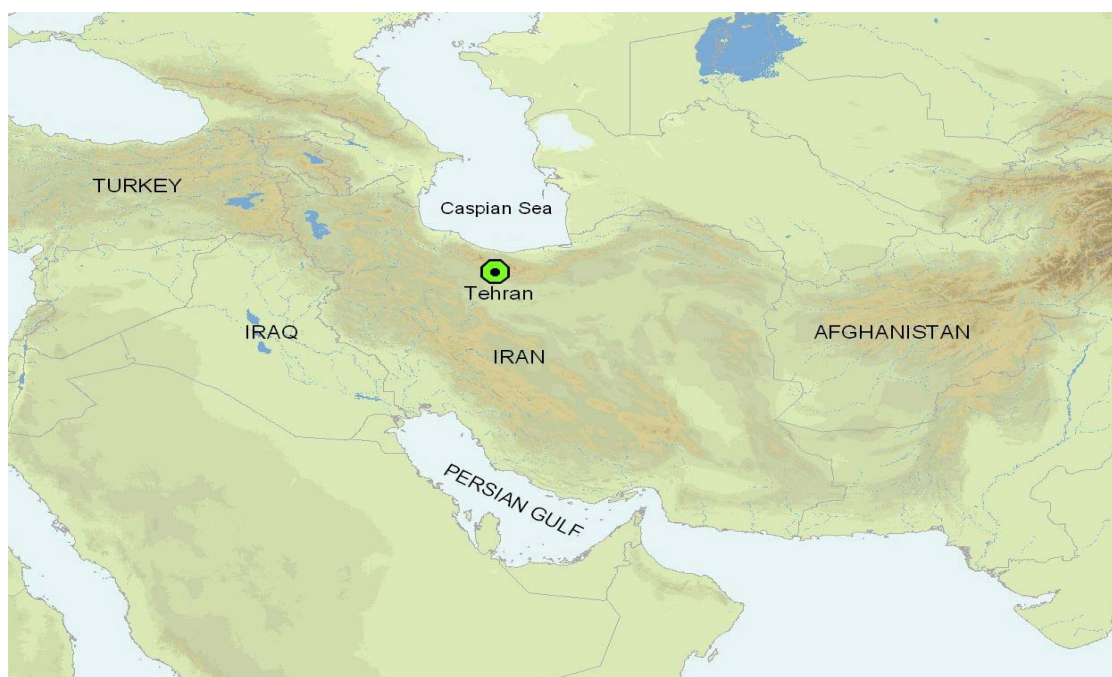 TURKEY
Caspian Sea
Tehran
IRAQ
IRAN
AFGHANISTAN
PERSIAN GULF